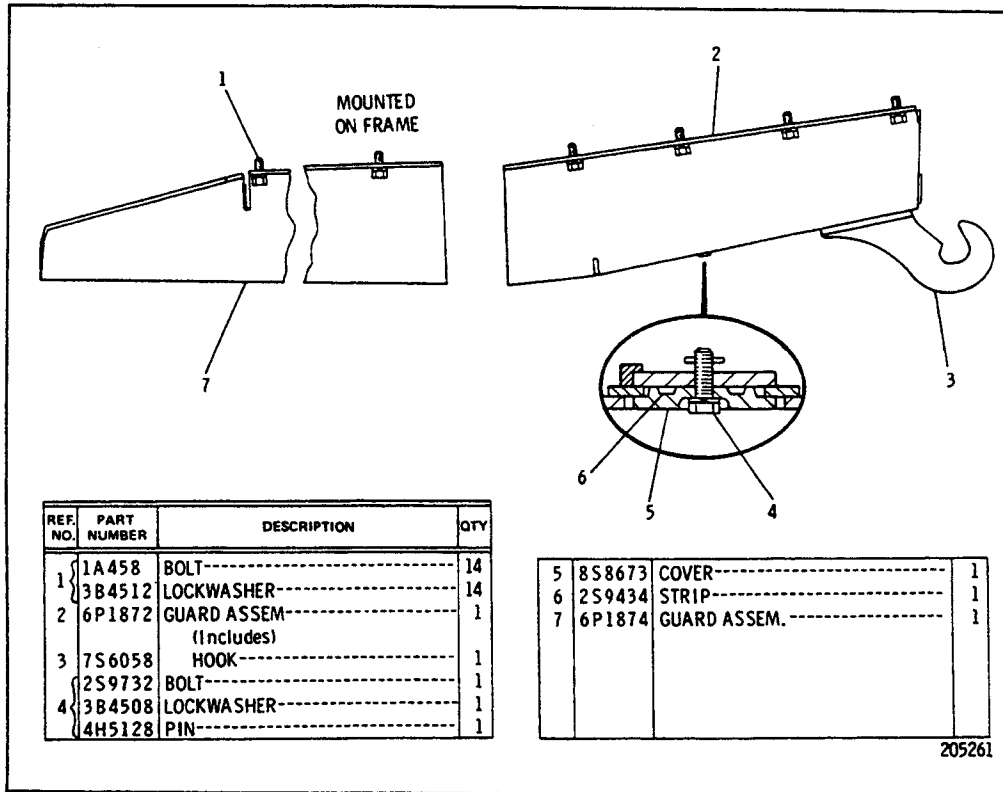 1
2
MOUNTED
ON FRAME
3
7
6
5
4
REF. NO. PART NUMBER DESCRIPTION QTY
1 1A458 BOLT 14
3B4512 LOCKWASHER 14
2 6P1872 GUARD ASSEM 1
(Includes)
3 7S6058 HOOK 1
4 2S9732 BOLT 1
3B4508 LOCKWASHER 1
4H5128 PIN 1
5 8S8673 COVER 1
6 2S9434 STRIP 1
7 6P1874 GUARD ASSEM. 1
205261